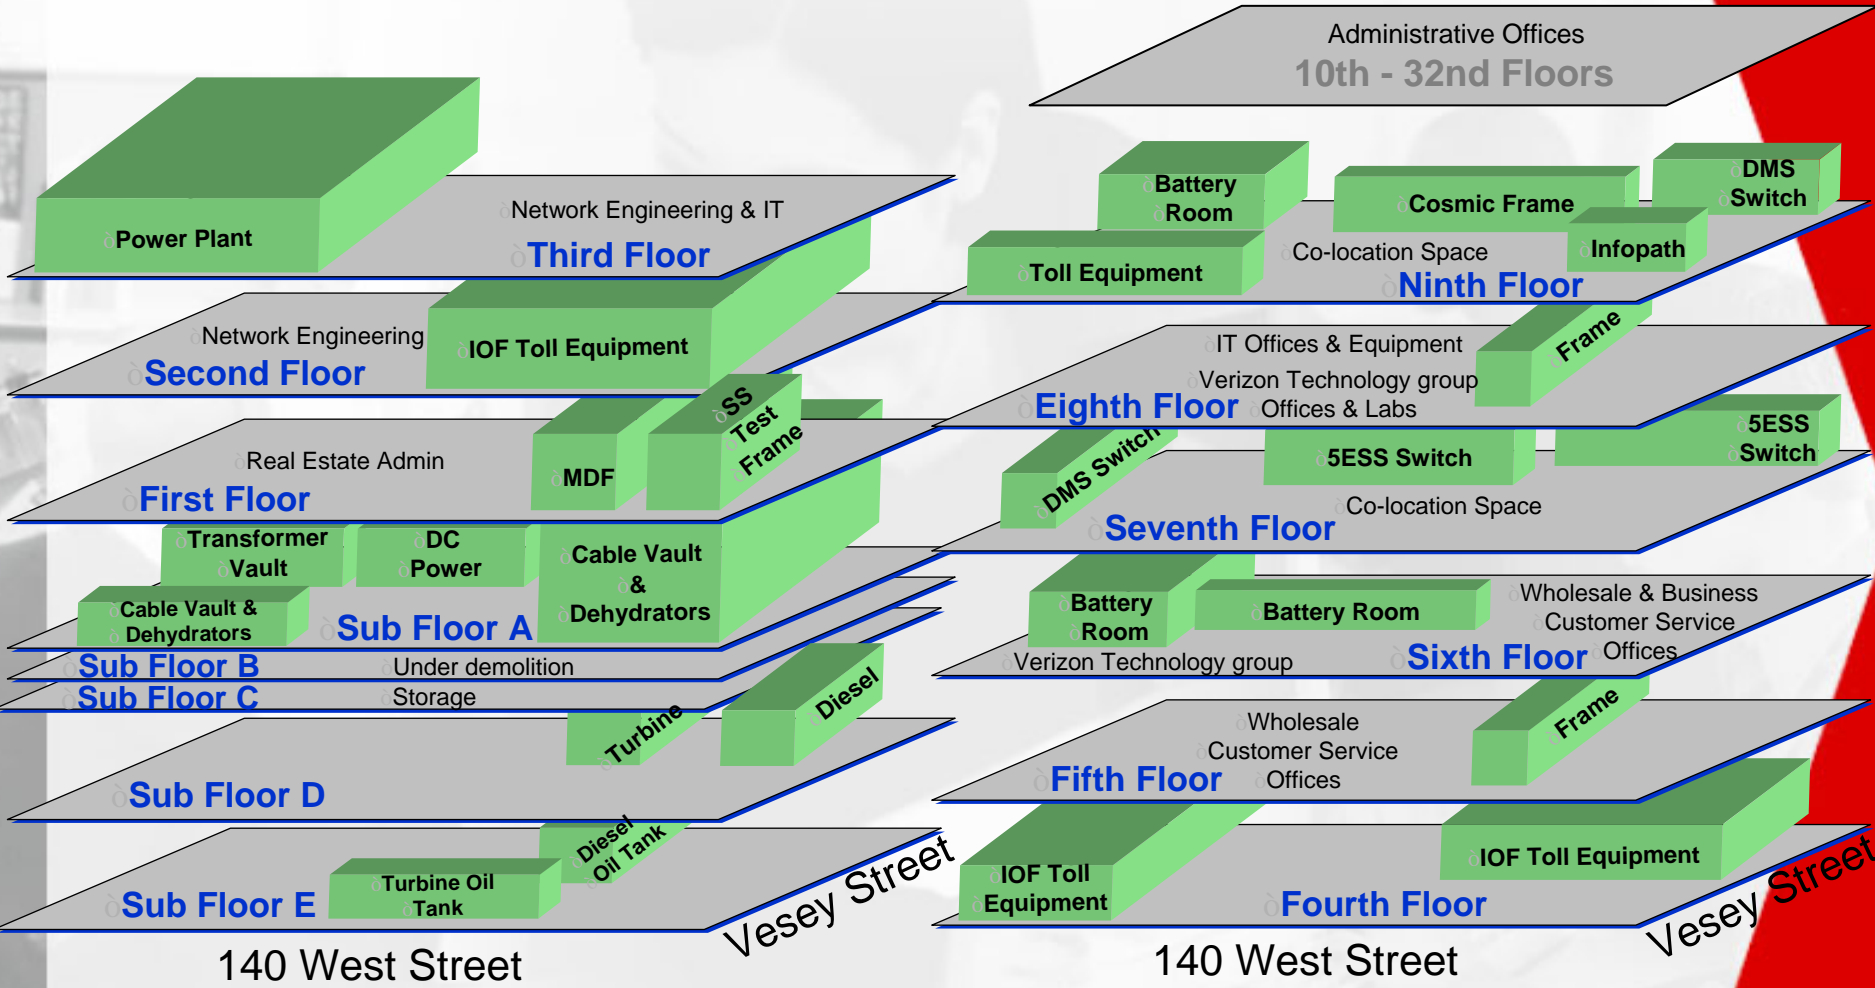 Power Plant
Network Engineering & IT
Third Floor
Network Engineering
Second Floor
IOF Toll Equipment
Real Estate Admin
First Floor
MDF
SS
Test
Frame
Transformer
Vault
DC
Power
Cable Vault
&
Dehydrators
Cable Vault &
Dehydrators
Sub Floor A
Sub Floor B
Under demolition
Sub Floor C
Storage
Turbine
Diesel
Sub Floor D
Diesel
Oil Tank
Turbine Oil
Tank
Sub Floor E
Vesey Street
140 West Street
Administrative Offices
10th - 32nd Floors
Battery
Room
Cosmic Frame
DMS
Switch
Toll Equipment
Co-location Space
Infopath
Ninth Floor
IT Offices & Equipment
Verizon Technology group
Offices & Labs
Eighth Floor
Frame
DMS Switch
5ESS Switch
5ESS
Switch
Co-location Space
Seventh Floor
Battery
Room
Battery Room
Wholesale & Business
Customer Service
Offices
Verizon Technology group
Sixth Floor
Wholesale
Customer Service
Offices
Fifth Floor
Frame
IOF Toll
Equipment
IOF Toll Equipment
Fourth Floor
Vesey Street
140 West Street